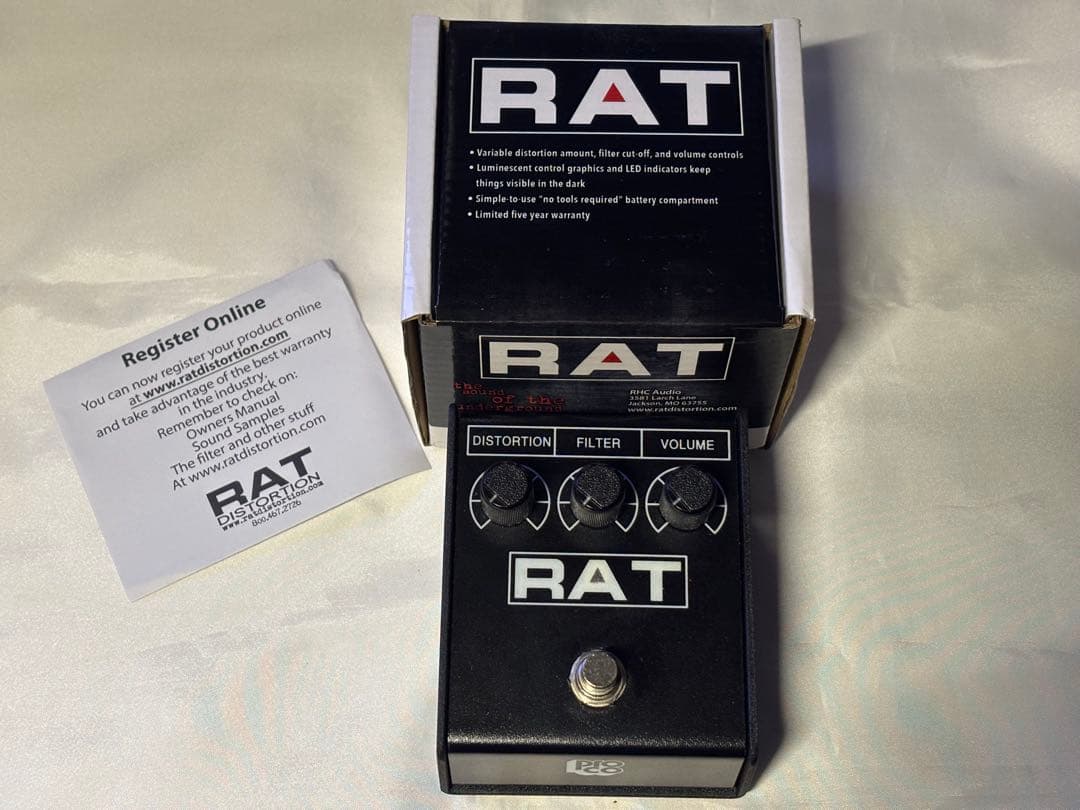 RAT
• Variable distortion amount, filter cut-off, and volume controls
• Luminescent control graphics and LED indicators keep
things visible in the dark
• Simple-to-use "no tools required" battery compartment
• Limited five year warranty
RAT
the
sound
of the
underground
RHC Audio
3581 Larch Lane
Jackson, MO 63755
www.ratdistortion.com
Register Online
You can now register your product online
at www.ratdistortion.com
and take advantage of the best warranty
in the industry.
Remember to check on:
Owners Manual
Sound Samples
The filter and other stuff
At www.ratdistortion.com
RAT
DISTORTION
www.ratdistortion.com
800.467.2726
DISTORTION FILTER VOLUME
RAT
pro
co